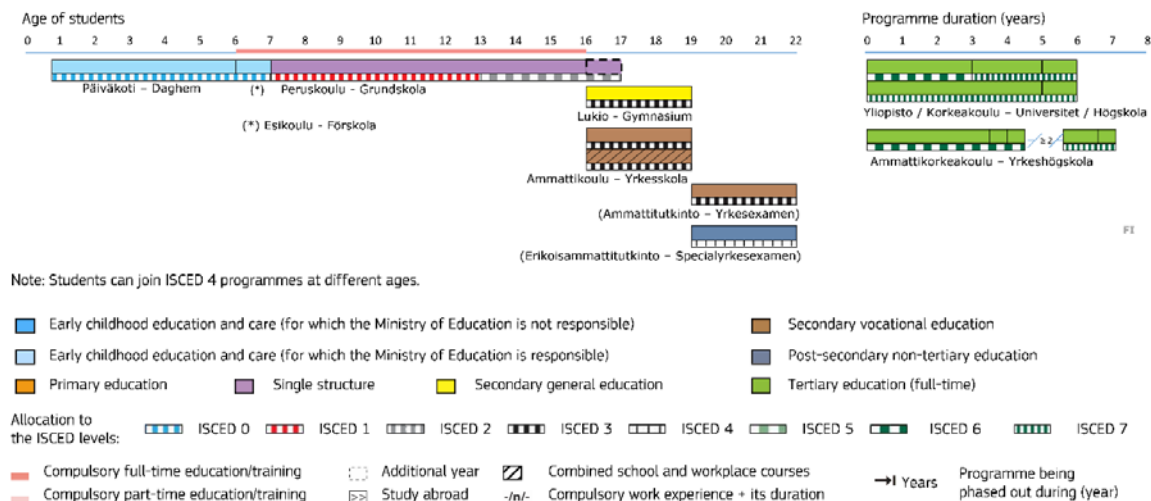 Age of students
Programme duration (years)
0 1 2 3 4 5 6 7 8 9 10 11 12 13 14 15 16 17 18 19 20 21 22
0 1 2 3 4 5 6 7 8
Päiväkoti – Daghem
(*)
Peruskoulu - Grundskola
(*) Esikoulu - Förskola
Lukio - Gymnasium
Ammattikoulu – Yrkesskola
(Ammattitutkinto – Yrkesexamen)
(Erikoisammattitutkinto – Specialyrkesexamen)
Yliopisto / Korkeakoulu – Universitet / Högskola
≥2
Ammattikorkeakoulu – Yrkeshögskola
FI
Note: Students can join ISCED 4 programmes at different ages.
Early childhood education and care (for which the Ministry of Education is not responsible)
Secondary vocational education
Early childhood education and care (for which the Ministry of Education is responsible)
Post-secondary non-tertiary education
Primary education
Single structure
Secondary general education
Tertiary education (full-time)
Allocation to
the ISCED levels:
ISCED 0
ISCED 1
ISCED 2
ISCED 3
ISCED 4
ISCED 5
ISCED 6
ISCED 7
Compulsory full-time education/training
Additional year
Combined school and workplace courses
Years
Programme being
phased out during (year)
Compulsory part-time education/training
>> Study abroad
-/n/- Compulsory work experience + its duration